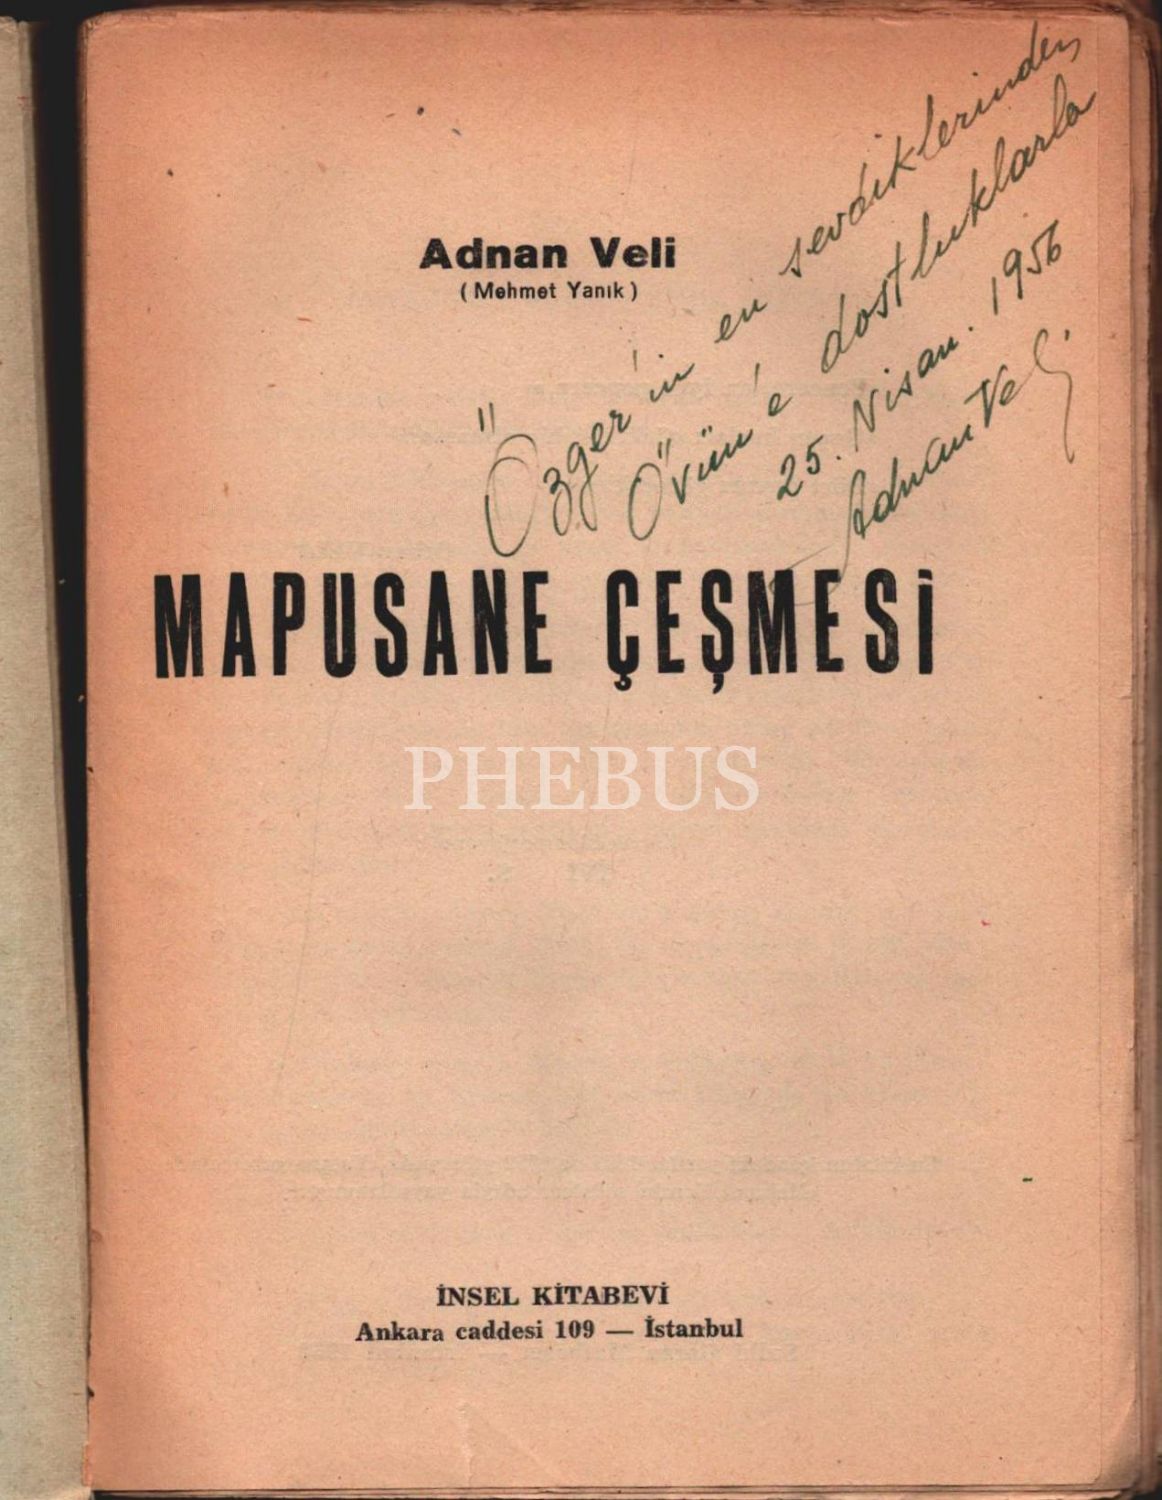 Özger'in en sevdiklerinden
Övün'e dostluklarla
25. Nisan. 1956
Adnan Veli
Adnan Veli
(Mehmet Yanık)
MAPUSANE ÇEŞMESİ
PHEBUS
İNSEL KİTABEVİ
Ankara caddesi 109 — İstanbul